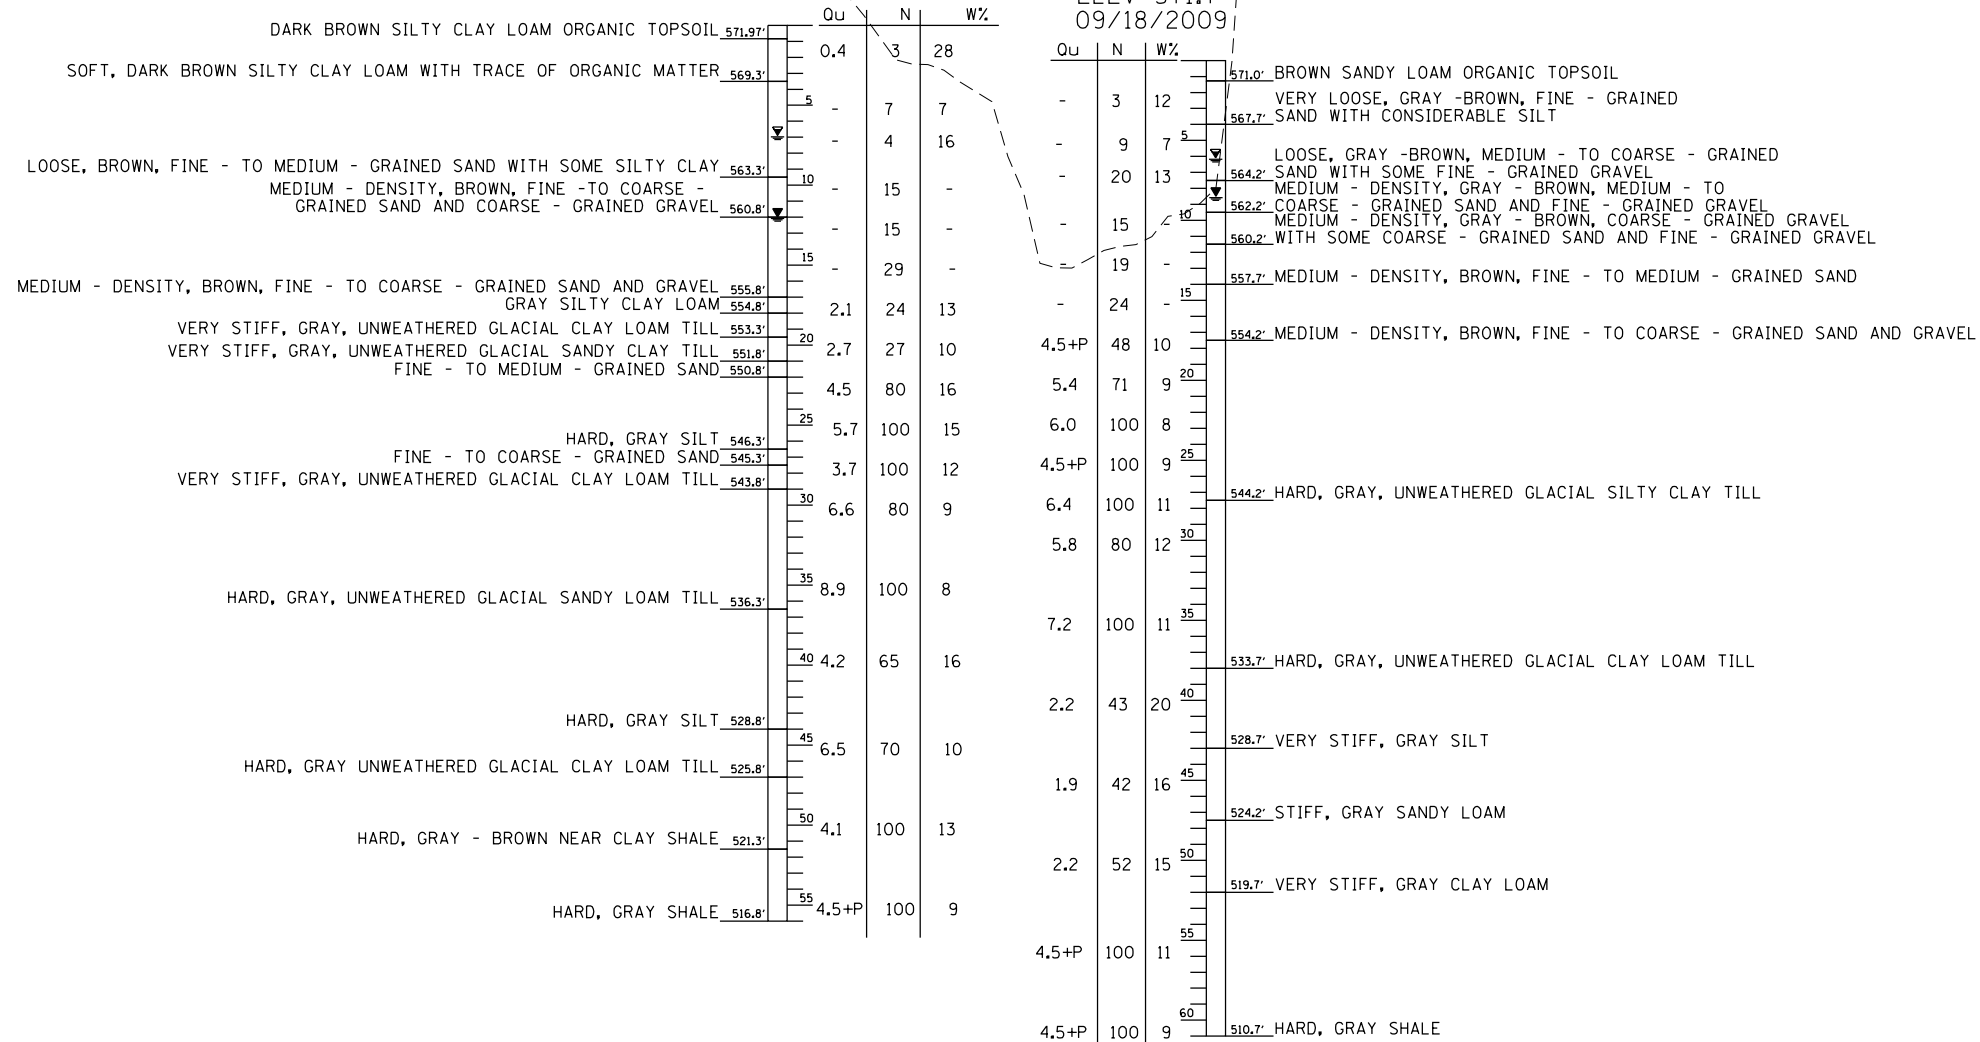 Qu N W%
DARK BROWN SILTY CLAY LOAM ORGANIC TOPSOIL 571.97'
0.4 3 28
SOFT, DARK BROWN SILTY CLAY LOAM WITH TRACE OF ORGANIC MATTER 569.3'
5
- 7 7
- 4 16
LOOSE, BROWN, FINE - TO MEDIUM - GRAINED SAND WITH SOME SILTY CLAY 563.3'
10
MEDIUM - DENSITY, BROWN, FINE -TO COARSE -
- 15 -
GRAINED SAND AND COARSE - GRAINED GRAVEL 560.8'
- 15 -
15
- 29 -
MEDIUM - DENSITY, BROWN, FINE - TO COARSE - GRAINED SAND AND GRAVEL 555.8'
GRAY SILTY CLAY LOAM 554.8'
2.1 24 13
VERY STIFF, GRAY, UNWEATHERED GLACIAL CLAY LOAM TILL 553.3'
20
VERY STIFF, GRAY, UNWEATHERED GLACIAL SANDY CLAY TILL 551.8'
2.7 27 10
FINE - TO MEDIUM - GRAINED SAND 550.8'
4.5 80 16
25
5.7 100 15
HARD, GRAY SILT 546.3'
FINE - TO COARSE - GRAINED SAND 545.3'
3.7 100 12
VERY STIFF, GRAY, UNWEATHERED GLACIAL CLAY LOAM TILL 543.8'
30
6.6 80 9
35
8.9 100 8
HARD, GRAY, UNWEATHERED GLACIAL SANDY LOAM TILL 536.3'
40
4.2 65 16
HARD, GRAY SILT 528.8'
45
6.5 70 10
HARD, GRAY UNWEATHERED GLACIAL CLAY LOAM TILL 525.8'
50
4.1 100 13
HARD, GRAY - BROWN NEAR CLAY SHALE 521.3'
55
4.5+P 100 9
HARD, GRAY SHALE 516.8'
09/18/2009
Qu N W%
571.0' BROWN SANDY LOAM ORGANIC TOPSOIL
- 3 12
VERY LOOSE, GRAY -BROWN, FINE - GRAINED
567.7' SAND WITH CONSIDERABLE SILT
5
- 9 7
LOOSE, GRAY -BROWN, MEDIUM - TO COARSE - GRAINED
564.2' SAND WITH SOME FINE - GRAINED GRAVEL
- 20 13
MEDIUM - DENSITY, GRAY - BROWN, MEDIUM - TO
562.2' COARSE - GRAINED SAND AND FINE - GRAINED GRAVEL
10
MEDIUM - DENSITY, GRAY - BROWN, COARSE - GRAINED GRAVEL
- 15 -
560.2' WITH SOME COARSE - GRAINED SAND AND FINE - GRAINED GRAVEL
- 19 -
557.7' MEDIUM - DENSITY, BROWN, FINE - TO MEDIUM - GRAINED SAND
15
- 24 -
554.2' MEDIUM - DENSITY, BROWN, FINE - TO COARSE - GRAINED SAND AND GRAVEL
4.5+P 48 10
20
5.4 71 9
6.0 100 8
25
4.5+P 100 9
544.2' HARD, GRAY, UNWEATHERED GLACIAL SILTY CLAY TILL
6.4 100 11
30
5.8 80 12
35
7.2 100 11
533.7' HARD, GRAY, UNWEATHERED GLACIAL CLAY LOAM TILL
40
2.2 43 20
528.7' VERY STIFF, GRAY SILT
45
1.9 42 16
524.2' STIFF, GRAY SANDY LOAM
50
2.2 52 15
519.7' VERY STIFF, GRAY CLAY LOAM
55
4.5+P 100 11
60
4.5+P 100 9
510.7' HARD, GRAY SHALE